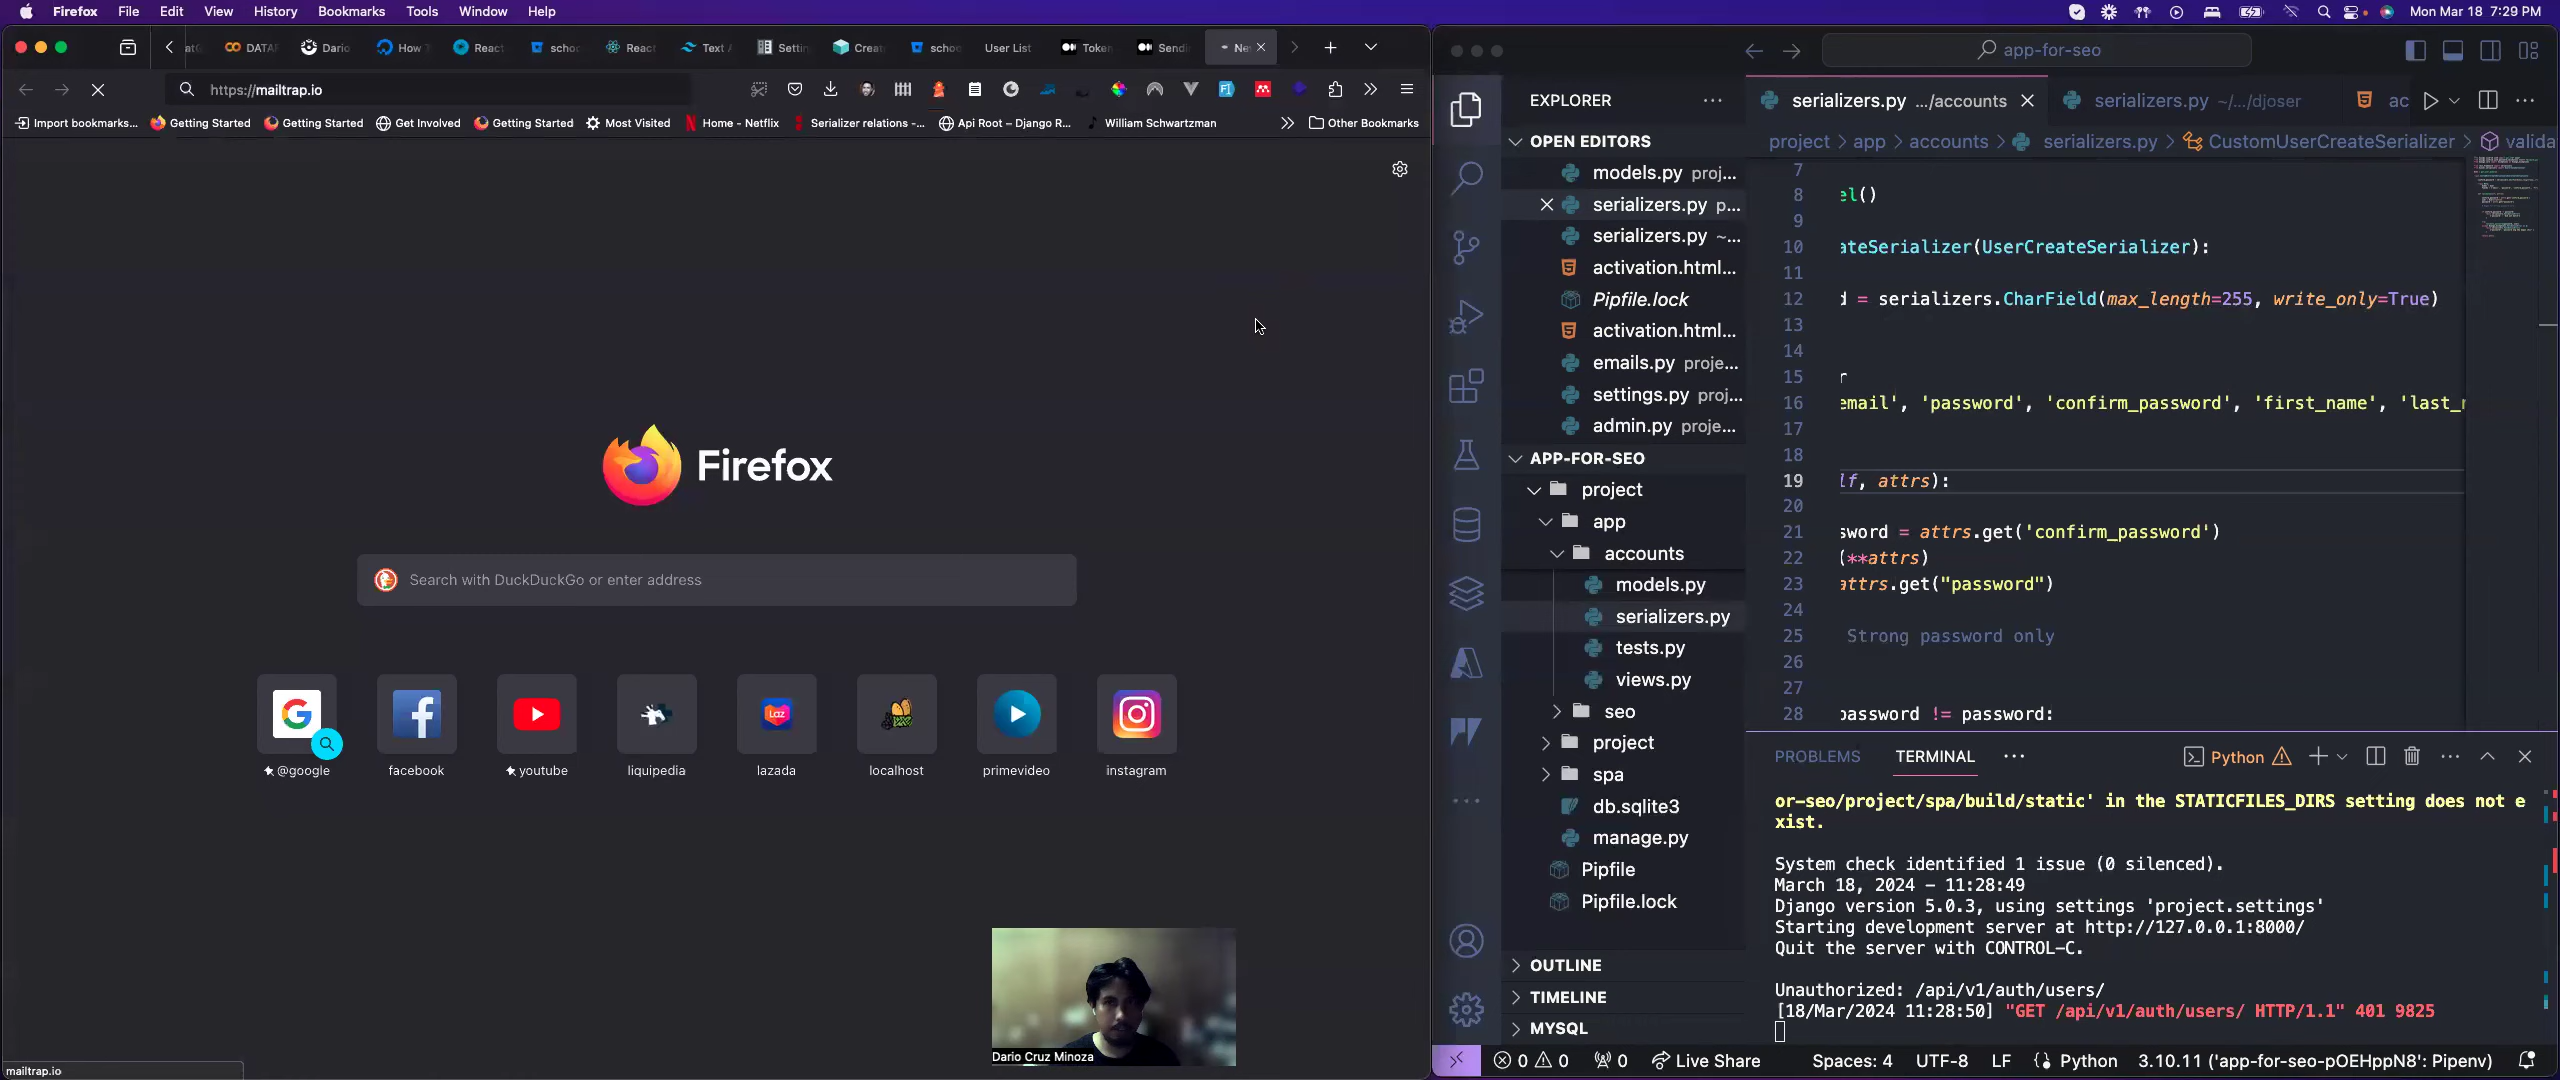 Firefox File Edit View History Bookmarks Tools Window Help
Mon Mar 18 7:29 PM
DATA Dario How React schoo React Text Settin Creat schoo User List Token Sendi Ne
https://mailtrap.io
Import bookmarks... Getting Started Getting Started Get Involved Getting Started Most Visited Home - Netflix Serializer relations -... Api Root – Django R... William Schwartzman Other Bookmarks
Firefox
Search with DuckDuckGo or enter address
@google facebook youtube liquipedia lazada localhost primevideo instagram
Dario Cruz Minoza
mailtrap.io
app-for-seo
EXPLORER
OPEN EDITORS
models.py proj...
serializers.py p...
serializers.py ~...
activation.html...
Pipfile.lock
activation.html...
emails.py proje...
settings.py proj...
admin.py proje...
APP-FOR-SEO
project
app
accounts
models.py
serializers.py
tests.py
views.py
seo
project
spa
db.sqlite3
manage.py
Pipfile
Pipfile.lock
OUTLINE
TIMELINE
MYSQL
serializers.py .../accounts serializers.py ~/.../djoser ac
project > app > accounts > serializers.py > CustomUserCreateSerializer > valida
7
8 el()
9
10 ateSerializer(UserCreateSerializer):
11
12 d = serializers.CharField(max_length=255, write_only=True)
13
14
15 r
16 email', 'password', 'confirm_password', 'first_name', 'last_n
17
18
19 lf, attrs):
20
21 sword = attrs.get('confirm_password')
22 (**attrs)
23 attrs.get("password")
24
25 Strong password only
26
27
28 password != password:
PROBLEMS TERMINAL Python
or-seo/project/spa/build/static' in the STATICFILES_DIRS setting does not e
xist.
System check identified 1 issue (0 silenced).
March 18, 2024 - 11:28:49
Django version 5.0.3, using settings 'project.settings'
Starting development server at http://127.0.0.1:8000/
Quit the server with CONTROL-C.
Unauthorized: /api/v1/auth/users/
[18/Mar/2024 11:28:50] "GET /api/v1/auth/users/ HTTP/1.1" 401 9825
0 0 0 Live Share Spaces: 4 UTF-8 LF Python 3.10.11 ('app-for-seo-pOEHppN8': Pipenv)